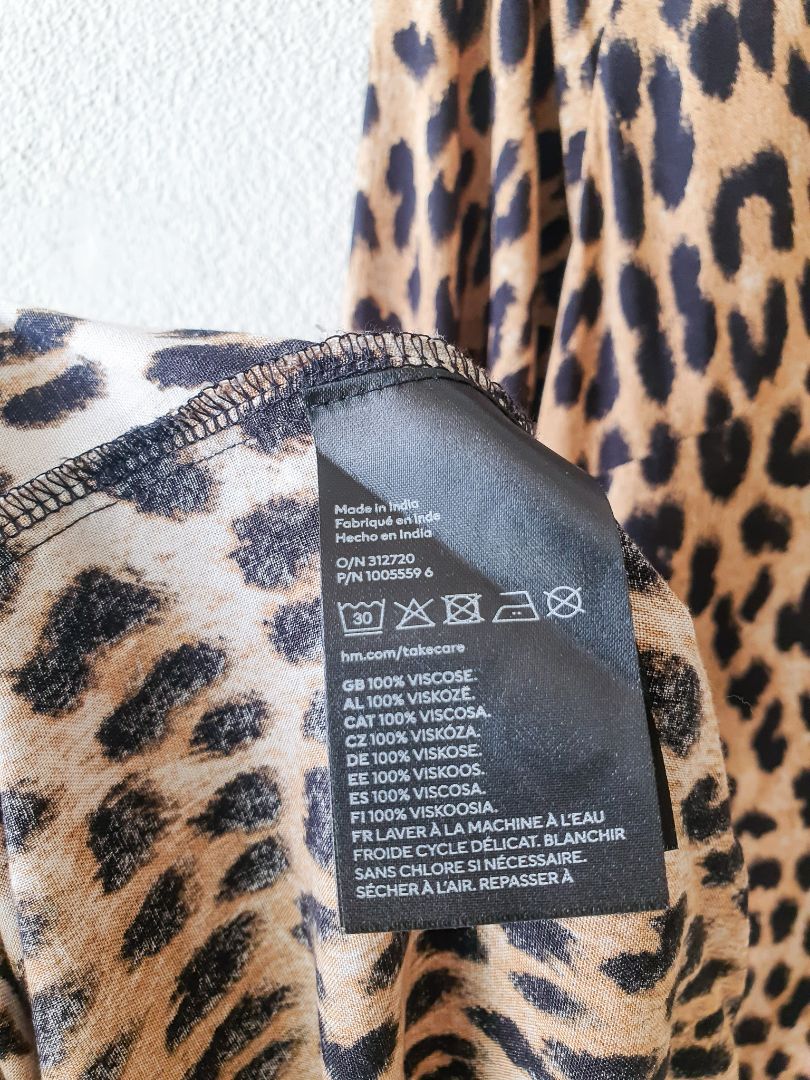 Made in India
Fabriqué en Inde
Hecho en India
O/N 312720
P/N 1005559 6
30
hm.com/takecare
GB 100% VISCOSE.
AL 100% VISKOZË.
CAT 100% VISCOSA.
CZ 100% VISKÓZA.
DE 100% VISKOSE.
EE 100% VISKOOS.
ES 100% VISCOSA.
FI 100% VISKOOSIA.
FR LAVER À LA MACHINE À L'EAU
FROIDE CYCLE DÉLICAT. BLANCHIR
SANS CHLORE SI NÉCESSAIRE.
SÉCHER À L'AIR. REPASSER À